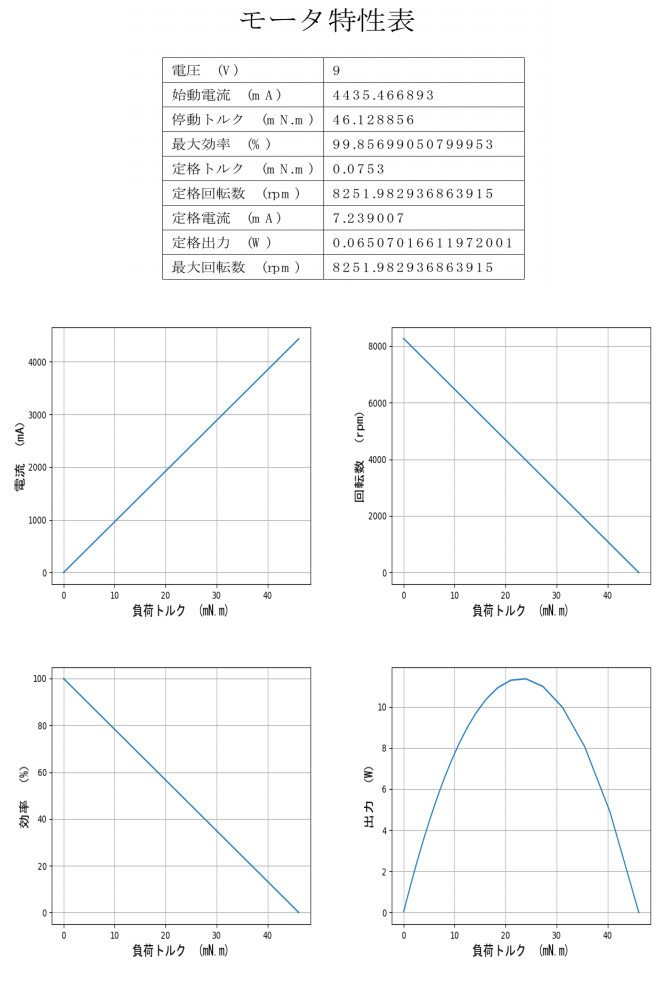 モータ特性表
電圧 (V) 9
始動電流 (mA) 4435.466893
停動トルク (mN.m) 46.128856
最大効率 (%) 99.85699050799953
定格トルク (mN.m) 0.0753
定格回転数 (rpm) 8251.982936863915
定格電流 (mA) 7.239007
定格出力 (W) 0.06507016611972001
最大回転数 (rpm) 8251.982936863915
電流 (mA)
4000
3000
2000
1000
0
0 10 20 30 40
負荷トルク (mN.m)
回転数 (rpm)
8000
6000
4000
2000
0
0 10 20 30 40
負荷トルク (mN.m)
効率 (%)
100
80
60
40
20
0
0 10 20 30 40
負荷トルク (mN.m)
出力 (W)
10
8
6
4
2
0
0 10 20 30 40
負荷トルク (mN.m)